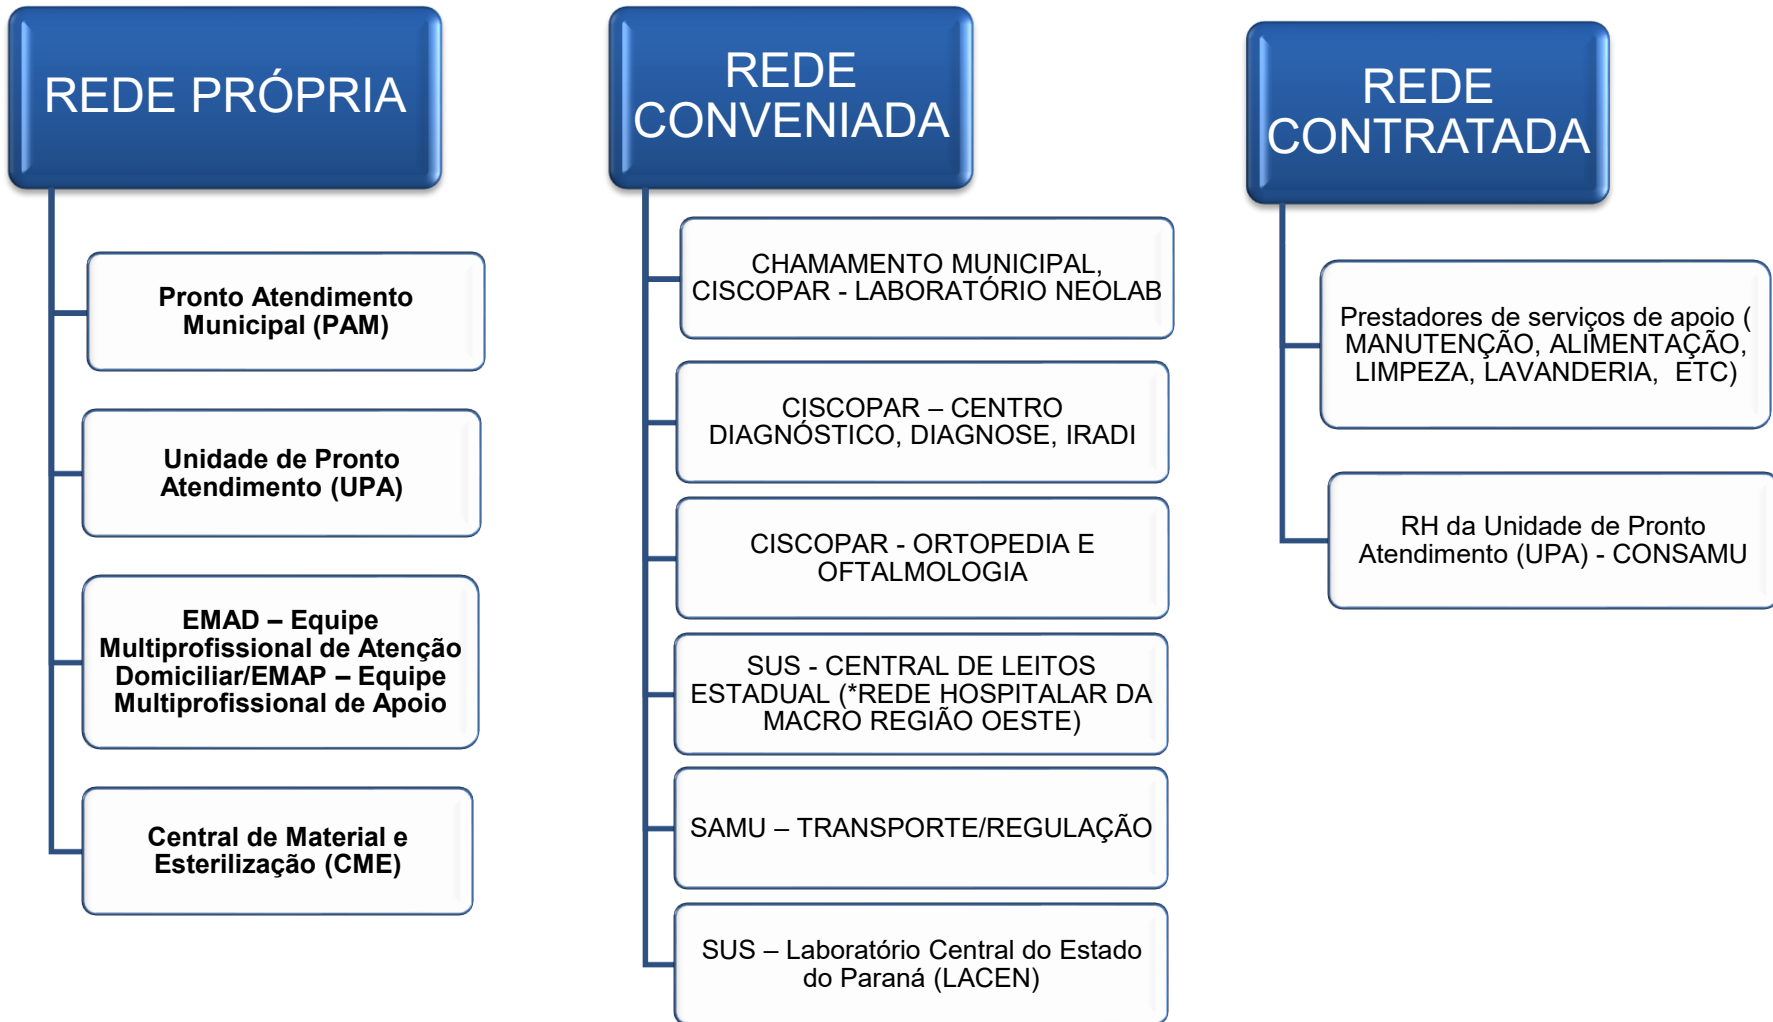 REDE PRÓPRIA
Pronto Atendimento
Municipal (PAM)
Unidade de Pronto
Atendimento (UPA)
EMAD – Equipe
Multiprofissional de Atenção
Domiciliar/EMAP – Equipe
Multiprofissional de Apoio
Central de Material e
Esterilização (CME)
REDE
CONVENIADA
CHAMAMENTO MUNICIPAL,
CISCOPAR - LABORATÓRIO NEOLAB
CISCOPAR – CENTRO
DIAGNÓSTICO, DIAGNOSE, IRADI
CISCOPAR - ORTOPEDIA E
OFTALMOLOGIA
SUS - CENTRAL DE LEITOS
ESTADUAL (*REDE HOSPITALAR DA
MACRO REGIÃO OESTE)
SAMU – TRANSPORTE/REGULAÇÃO
SUS – Laboratório Central do Estado
do Paraná (LACEN)
REDE
CONTRATADA
Prestadores de serviços de apoio (
MANUTENÇÃO, ALIMENTAÇÃO,
LIMPEZA, LAVANDERIA, ETC)
RH da Unidade de Pronto
Atendimento (UPA) - CONSAMU